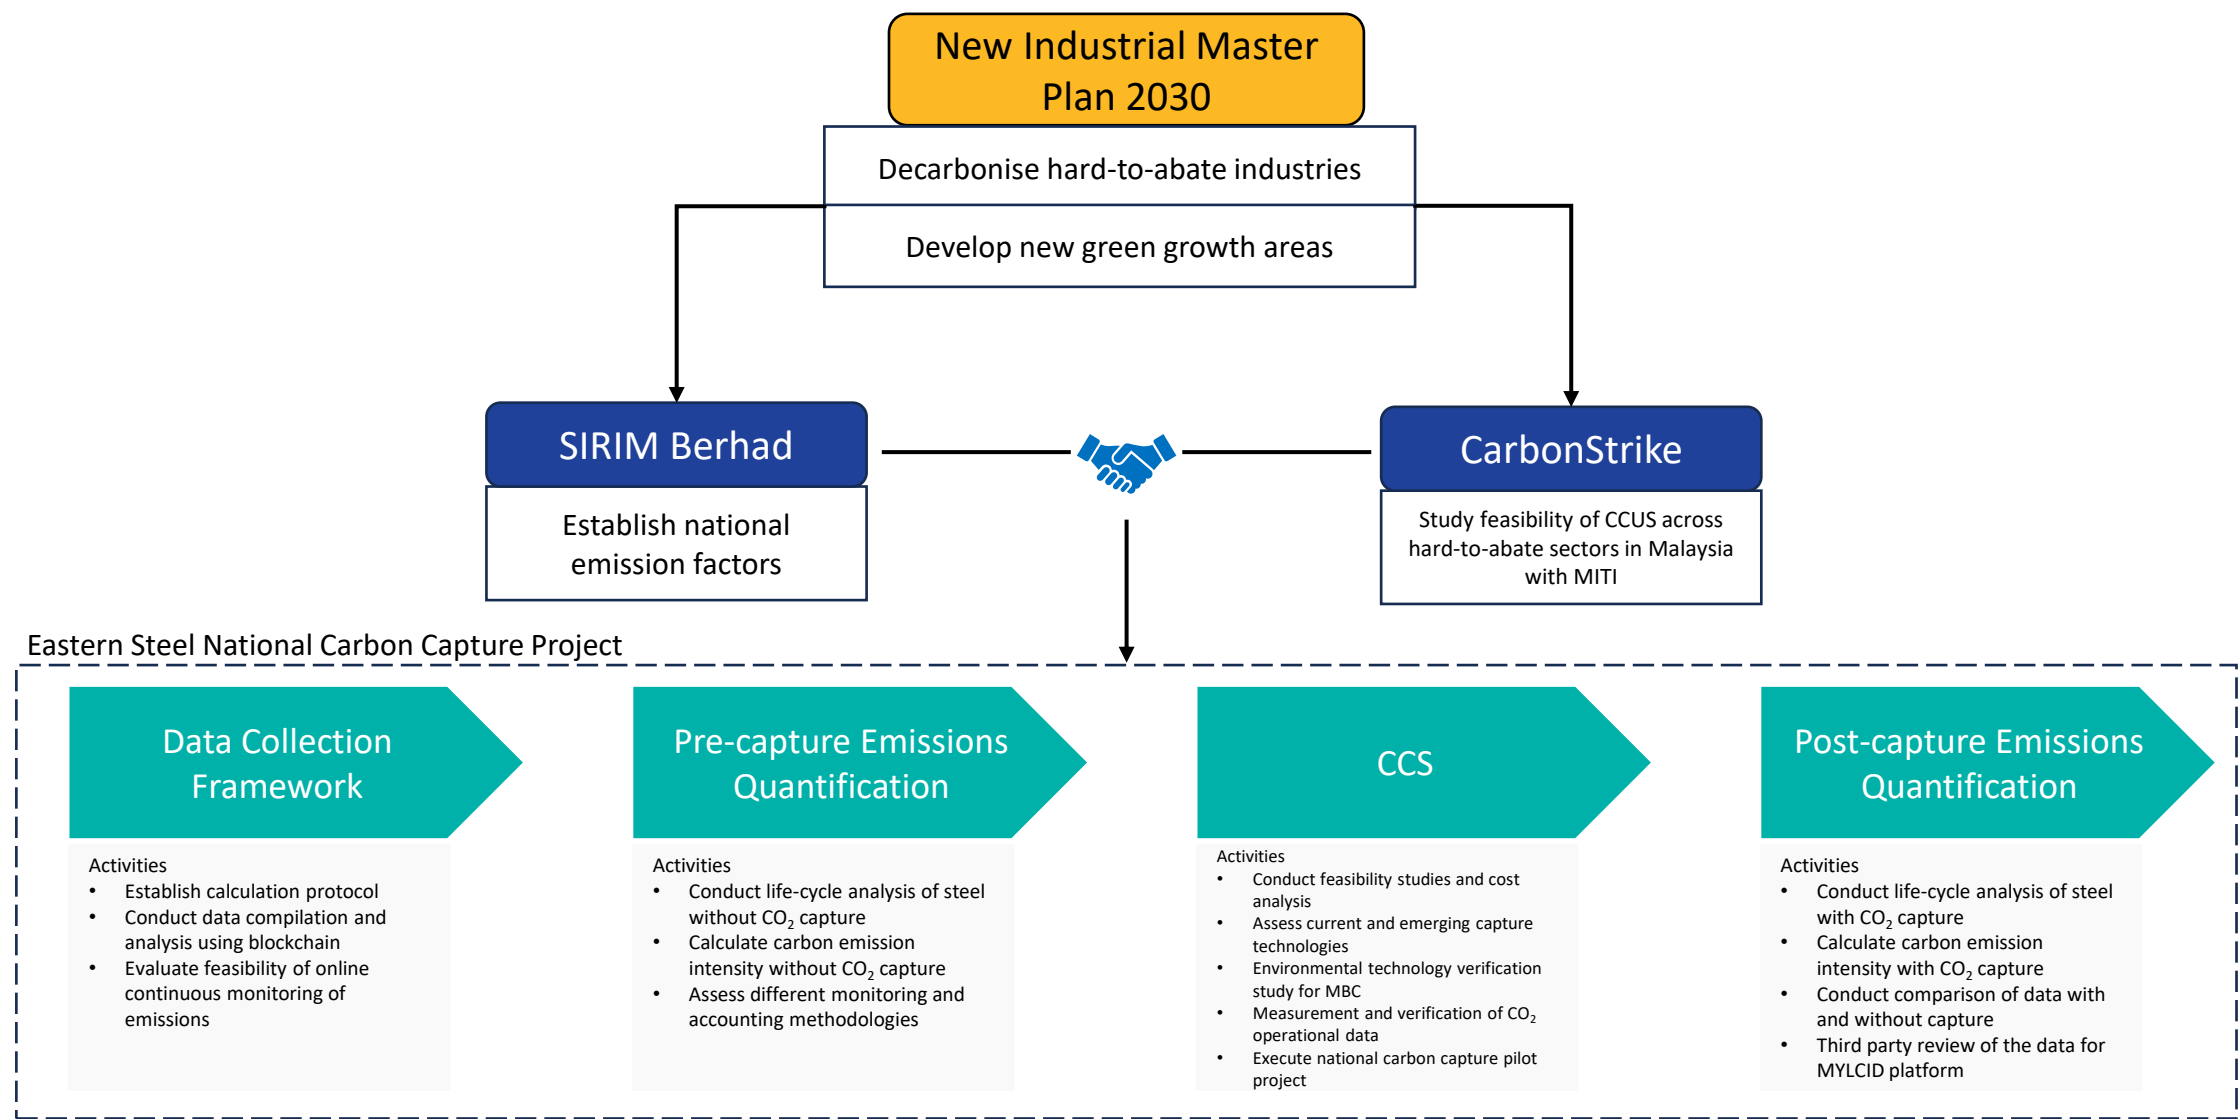 New Industrial Master
Plan 2030
Decarbonise hard-to-abate industries
Develop new green growth areas
SIRIM Berhad
Establish national
emission factors
CarbonStrike
Study feasibility of CCUS across
hard-to-abate sectors in Malaysia
with MITI
Eastern Steel National Carbon Capture Project
Data Collection
Framework
Activities
• Establish calculation protocol
• Conduct data compilation and
analysis using blockchain
• Evaluate feasibility of online
continuous monitoring of
emissions
Pre-capture Emissions
Quantification
Activities
• Conduct life-cycle analysis of steel
without CO₂ capture
• Calculate carbon emission
intensity without CO₂ capture
• Assess different monitoring and
accounting methodologies
CCS
Activities
• Conduct feasibility studies and cost
analysis
• Assess current and emerging capture
technologies
• Environmental technology verification
study for MBC
• Measurement and verification of CO₂
operational data
• Execute national carbon capture pilot
project
Post-capture Emissions
Quantification
Activities
• Conduct life-cycle analysis of steel
with CO₂ capture
• Calculate carbon emission
intensity with CO₂ capture
• Conduct comparison of data with
and without capture
• Third party review of the data for
MYLCID platform